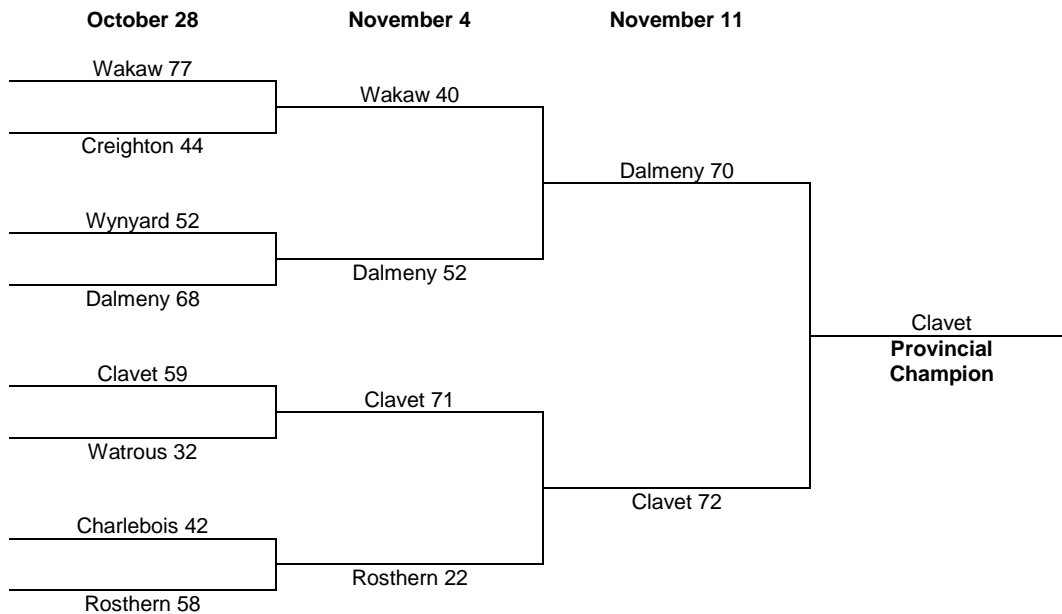 October 28
November 4
November 11
Wakaw 77
Creighton 44
Wynyard 52
Dalmeny 68
Clavet 59
Watrous 32
Charlebois 42
Rosthern 58
Wakaw 40
Dalmeny 52
Clavet 71
Rosthern 22
Dalmeny 70
Clavet 72
Clavet
Provincial
Champion